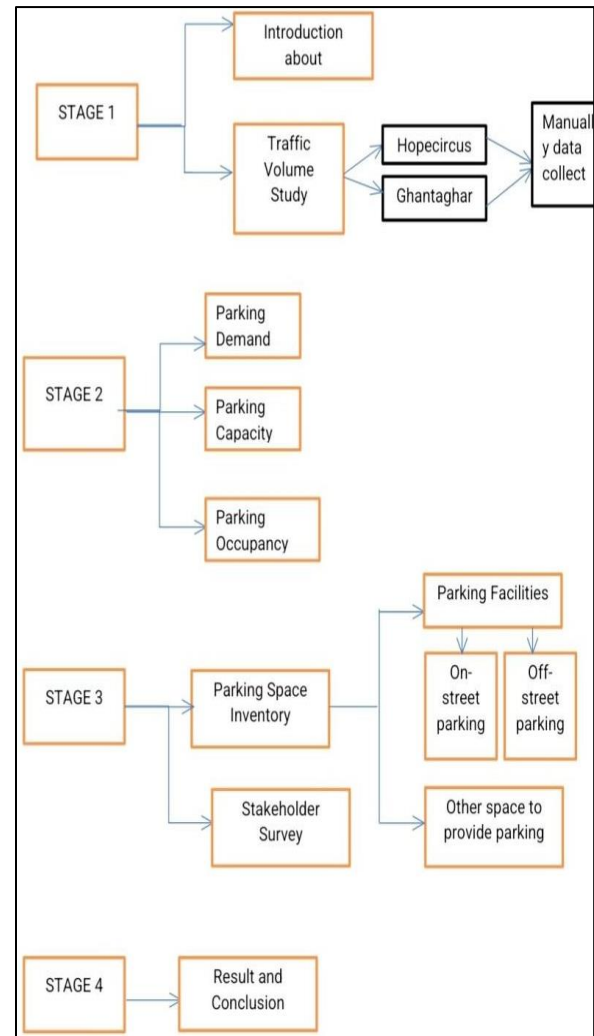 Introduction
about
STAGE 1
Traffic
Volume
Study
Hopecircus
Ghantaghar
Manuall
y data
collect
STAGE 2
Parking
Demand
Parking
Capacity
Parking
Occupancy
STAGE 3
Parking Space
Inventory
Stakeholder
Survey
Parking Facilities
On-
street
parking
Off-
street
parking
Other space to
provide parking
STAGE 4
Result and
Conclusion